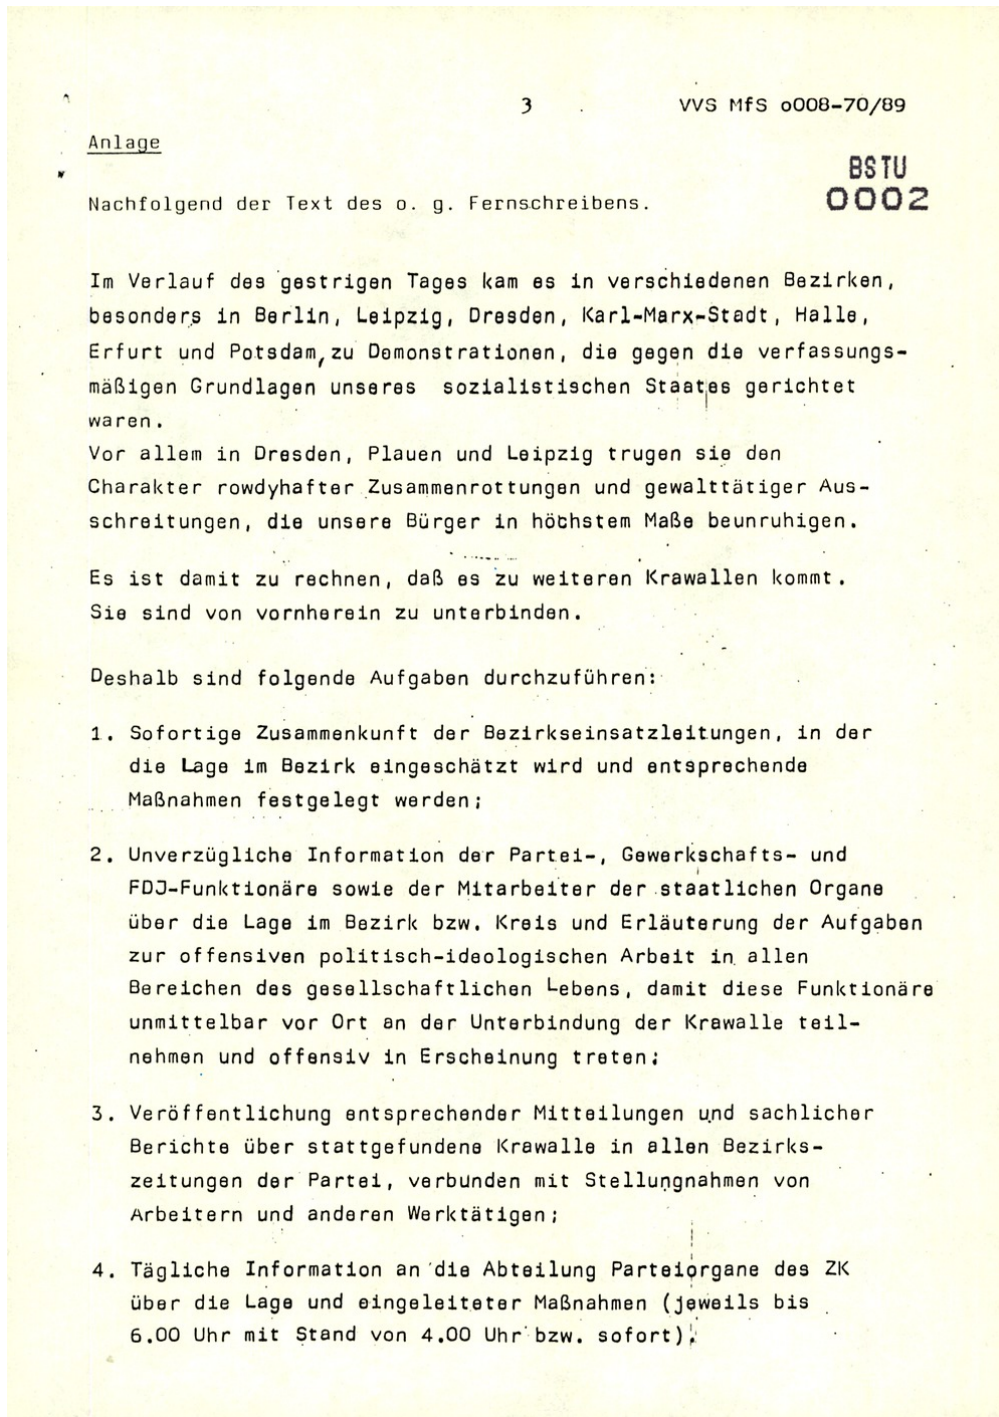 3 VVS MfS o008-70/89
Anlage
BSTU
0002
Nachfolgend der Text des o. g. Fernschreibens.
Im Verlauf des gestrigen Tages kam es in verschiedenen Bezirken,
besonders in Berlin, Leipzig, Dresden, Karl-Marx-Stadt, Halle,
Erfurt und Potsdam, zu Demonstrationen, die gegen die verfassungs-
mäßigen Grundlagen unseres sozialistischen Staates gerichtet
waren.
Vor allem in Dresden, Plauen und Leipzig trugen sie den
Charakter rowdyhafter Zusammenrottungen und gewalttätiger Aus-
schreitungen, die unsere Bürger in höchstem Maße beunruhigen.
Es ist damit zu rechnen, daß es zu weiteren Krawallen kommt.
Sie sind von vornherein zu unterbinden.
Deshalb sind folgende Aufgaben durchzuführen:
1. Sofortige Zusammenkunft der Bezirkseinsatzleitungen, in der
die Lage im Bezirk eingeschätzt wird und entsprechende
Maßnahmen festgelegt werden;
2. Unverzügliche Information der Partei-, Gewerkschafts- und
FDJ-Funktionäre sowie der Mitarbeiter der staatlichen Organe
über die Lage im Bezirk bzw. Kreis und Erläuterung der Aufgaben
zur offensiven politisch-ideologischen Arbeit in allen
Bereichen des gesellschaftlichen Lebens, damit diese Funktionäre
unmittelbar vor Ort an der Unterbindung der Krawalle teil-
nehmen und offensiv in Erscheinung treten;
3. Veröffentlichung entsprechender Mitteilungen und sachlicher
Berichte über stattgefundene Krawalle in allen Bezirks-
zeitungen der Partei, verbunden mit Stellungnahmen von
Arbeitern und anderen Werktätigen;
4. Tägliche Information an die Abteilung Parteiorgane des ZK
über die Lage und eingeleiteter Maßnahmen (jeweils bis
6.00 Uhr mit Stand von 4.00 Uhr bzw. sofort).